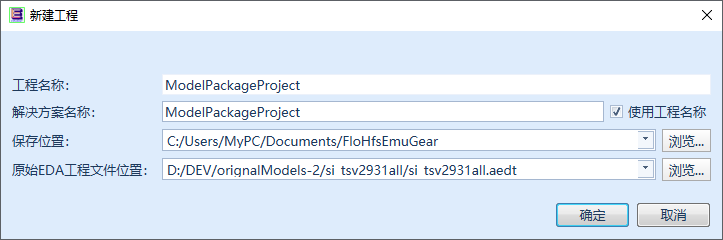 新建工程
工程名称: ModelPackageProject
解决方案名称: ModelPackageProject 使用工程名称
保存位置: C:/Users/MyPC/Documents/FloHfsEmuGear 浏览...
原始EDA工程文件位置: D:/DEV/orignalModels-2/si_tsv2931all/si_tsv2931all.aedt 浏览...
确定 取消